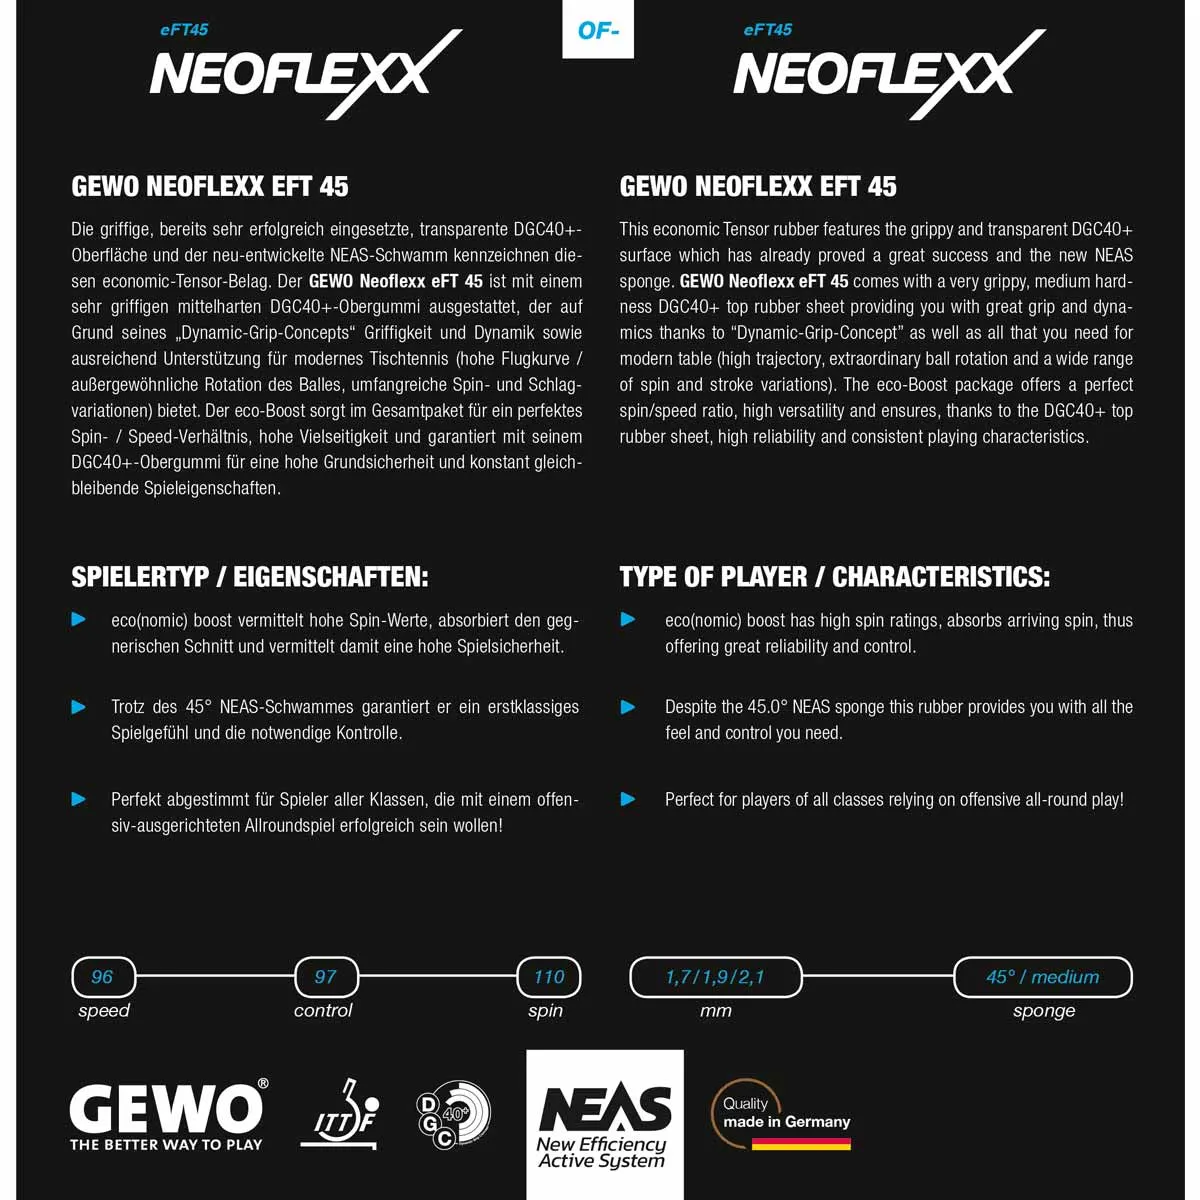 eFT45
NEOFLEXX
OF-
eFT45
NEOFLEXX
GEWO NEOFLEXX EFT 45
Die griffige, bereits sehr erfolgreich eingesetzte, transparente DGC40+-
Oberfläche und der neu-entwickelte NEAS-Schwamm kennzeichnen die-
sen economic-Tensor-Belag. Der GEWO Neoflexx eFT 45 ist mit einem
sehr griffigen mittelharten DGC40+-Obergummi ausgestattet, der auf
Grund seines „Dynamic-Grip-Concepts“ Griffigkeit und Dynamik sowie
ausreichend Unterstützung für modernes Tischtennis (hohe Flugkurve /
außergewöhnliche Rotation des Balles, umfangreiche Spin- und Schlag-
variationen) bietet. Der eco-Boost sorgt im Gesamtpaket für ein perfektes
Spin- / Speed-Verhältnis, hohe Vielseitigkeit und garantiert mit seinem
DGC40+-Obergummi für eine hohe Grundsicherheit und konstant gleich-
bleibende Spieleigenschaften.
GEWO NEOFLEXX EFT 45
This economic Tensor rubber features the grippy and transparent DGC40+
surface which has already proved a great success and the new NEAS
sponge. GEWO Neoflexx eFT 45 comes with a very grippy, medium hard-
ness DGC40+ top rubber sheet providing you with great grip and dyna-
mics thanks to “Dynamic-Grip-Concept” as well as all that you need for
modern table (high trajectory, extraordinary ball rotation and a wide range
of spin and stroke variations). The eco-Boost package offers a perfect
spin/speed ratio, high versatility and ensures, thanks to the DGC40+ top
rubber sheet, high reliability and consistent playing characteristics.
SPIELERTYP / EIGENSCHAFTEN:
eco(nomic) boost vermittelt hohe Spin-Werte, absorbiert den geg-
nerischen Schnitt und vermittelt damit eine hohe Spielsicherheit.
Trotz des 45° NEAS-Schwammes garantiert er ein erstklassiges
Spielgefühl und die notwendige Kontrolle.
Perfekt abgestimmt für Spieler aller Klassen, die mit einem offen-
siv-ausgerichteten Allroundspiel erfolgreich sein wollen!
TYPE OF PLAYER / CHARACTERISTICS:
eco(nomic) boost has high spin ratings, absorbs arriving spin, thus
offering great reliability and control.
Despite the 45.0° NEAS sponge this rubber provides you with all the
feel and control you need.
Perfect for players of all classes relying on offensive all-round play!
96
speed
97
control
110
spin
1,7/1,9/2,1
mm
45° / medium
sponge
GEWO®
THE BETTER WAY TO PLAY
ITTF
DGC 40+
NEAS
New Efficiency
Active System
Quality
made in Germany